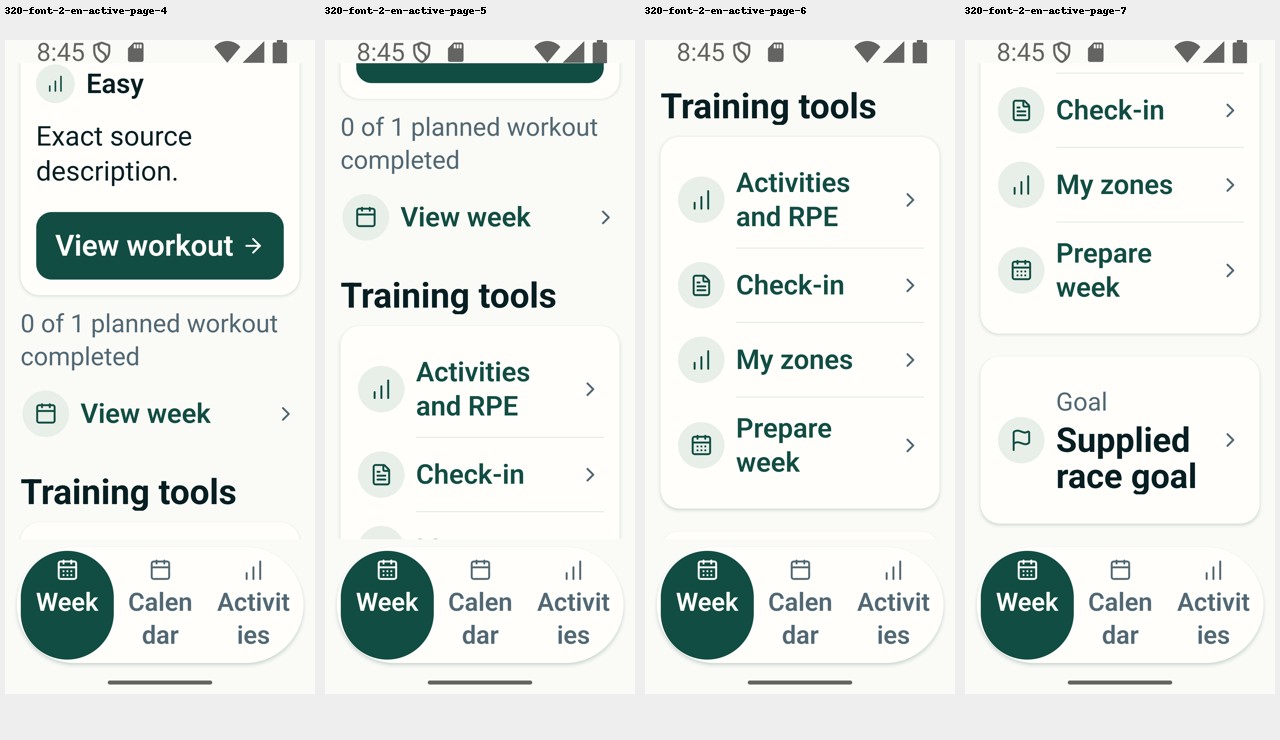 320-font-2-en-active-page-4
8:45
Easy
Exact source
description.
View workout
0 of 1 planned workout
completed
View week
Training tools
Week
Calen
dar
Activit
ies
320-font-2-en-active-page-5
8:45
0 of 1 planned workout
completed
View week
Training tools
Activities
and RPE
Check-in
Week
Calen
dar
Activit
ies
320-font-2-en-active-page-6
8:45
Training tools
Activities
and RPE
Check-in
My zones
Prepare
week
Week
Calen
dar
Activit
ies
320-font-2-en-active-page-7
8:45
Check-in
My zones
Prepare
week
Goal
Supplied
race goal
Week
Calen
dar
Activit
ies